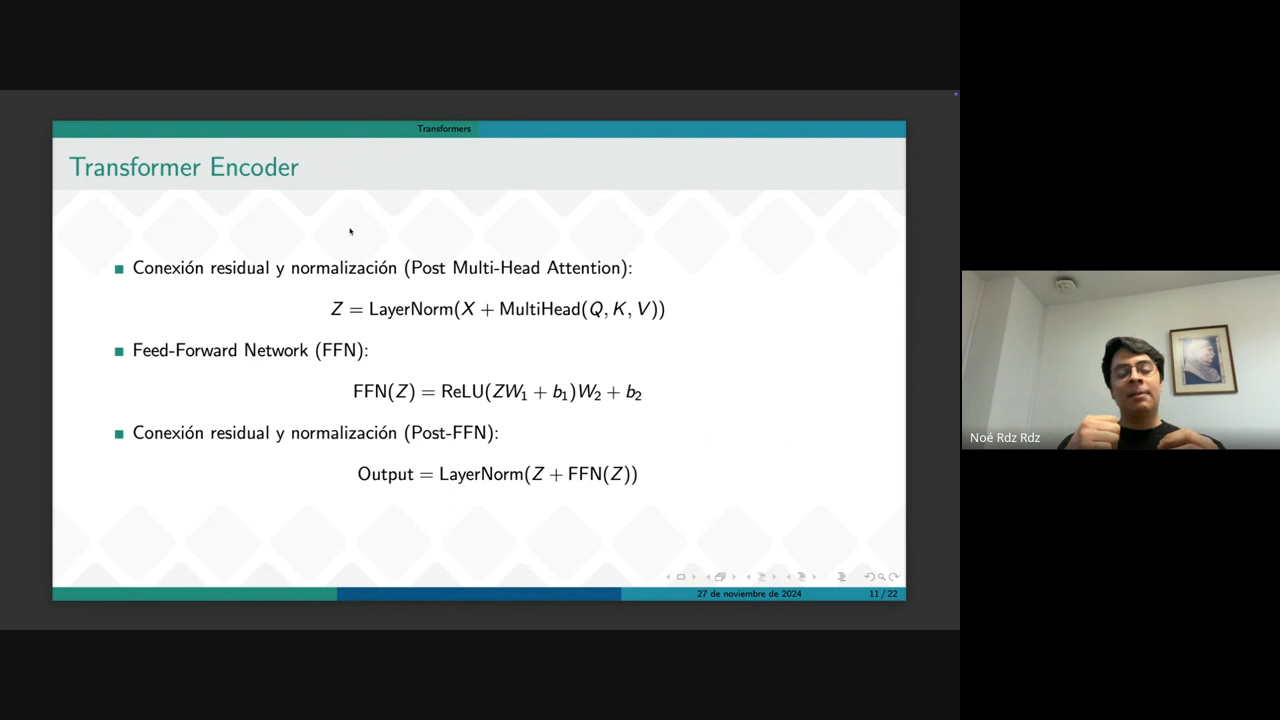 Transformers
Transformer Encoder
Conexión residual y normalización (Post Multi-Head Attention):
Z = LayerNorm(X + MultiHead(Q, K, V))
Feed-Forward Network (FFN):
FFN(Z) = ReLU(ZW₁ + b₁)W₂ + b₂
Conexión residual y normalización (Post-FFN):
Output = LayerNorm(Z + FFN(Z))
27 de noviembre de 2024 11 / 22
Noé Rdz Rdz